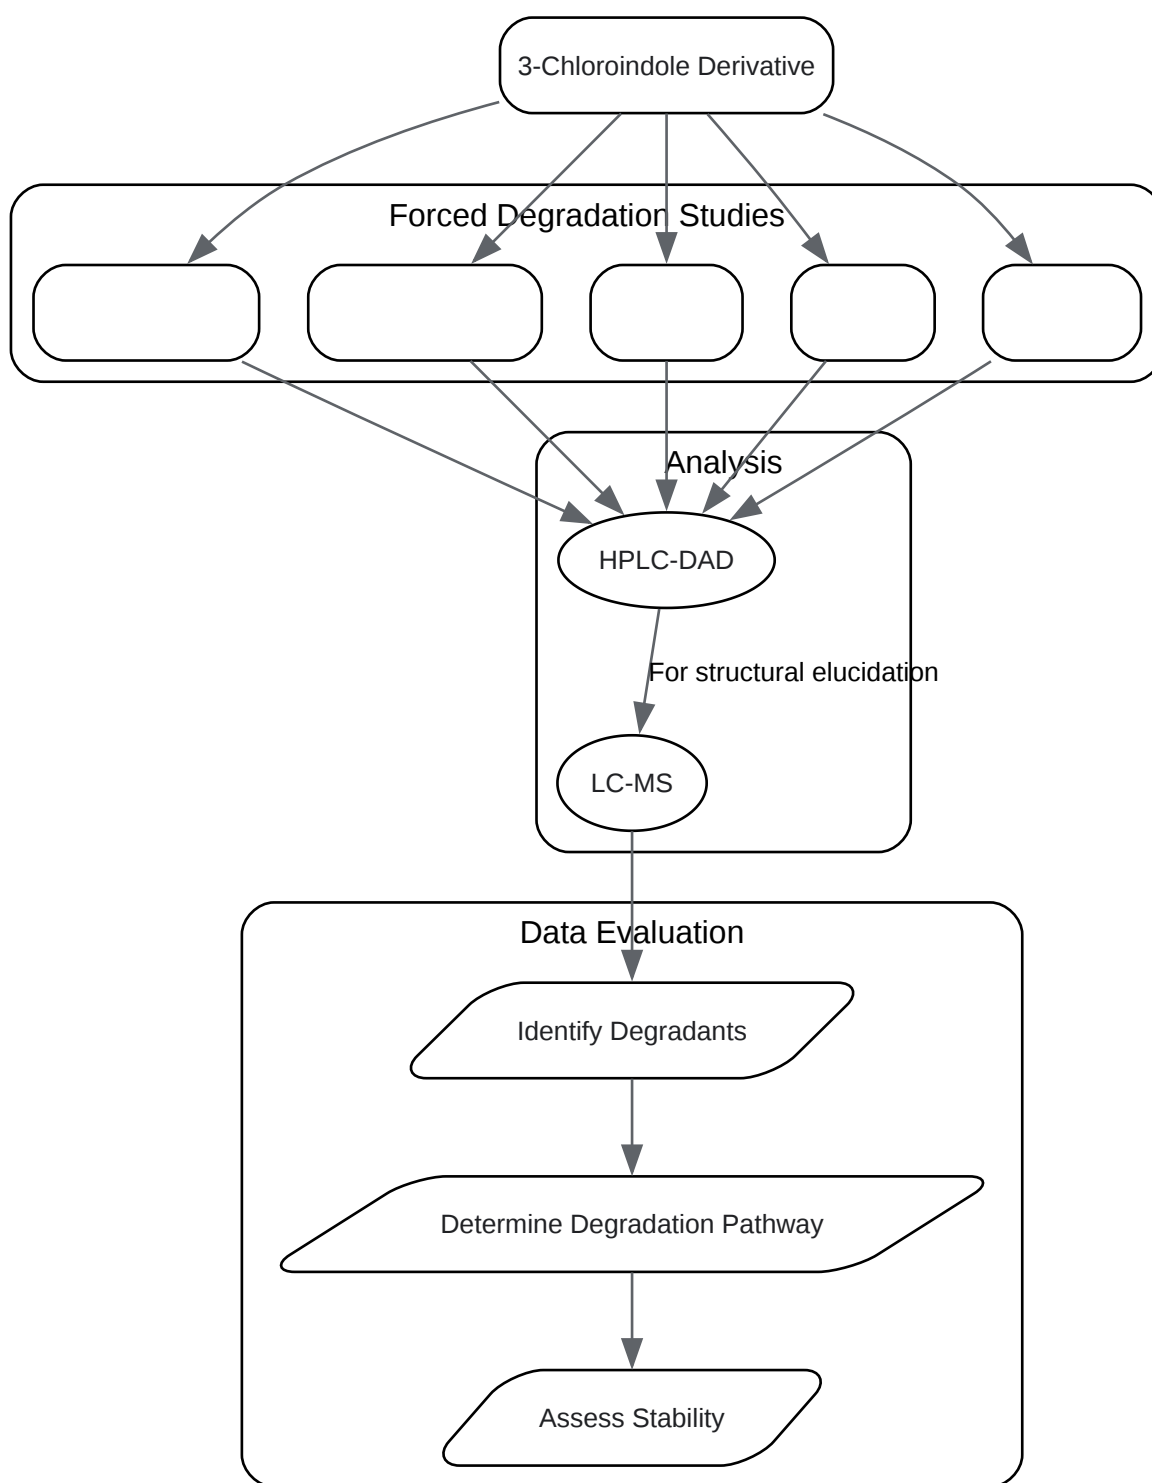 3-Chloroindole Derivative
Forced Degradation Studies
Analysis
HPLC-DAD
For structural elucidation
LC-MS
Data Evaluation
Identify Degradants
Determine Degradation Pathway
Assess Stability